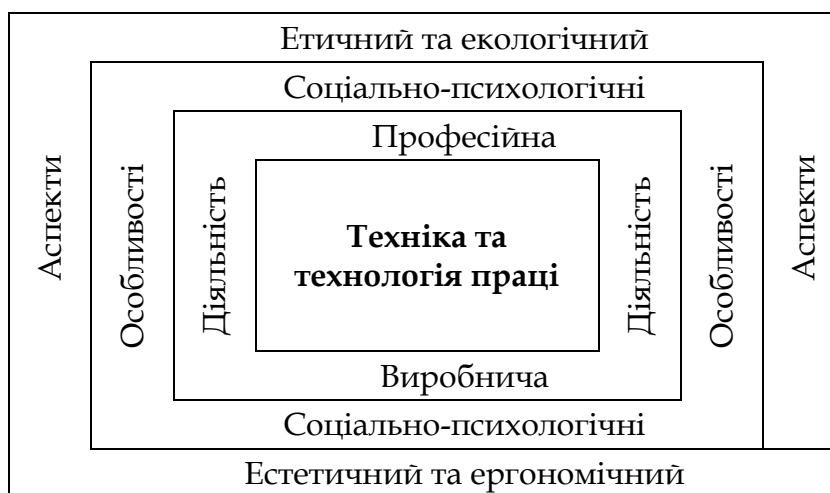 Етичний та екологічний
Соціально-психологічні
Професійна
Аспекти
Особливості
Діяльність
Техніка та
технологія праці
Діяльність
Особливості
Аспекти
Виробнича
Соціально-психологічні
Естетичний та ергономічний